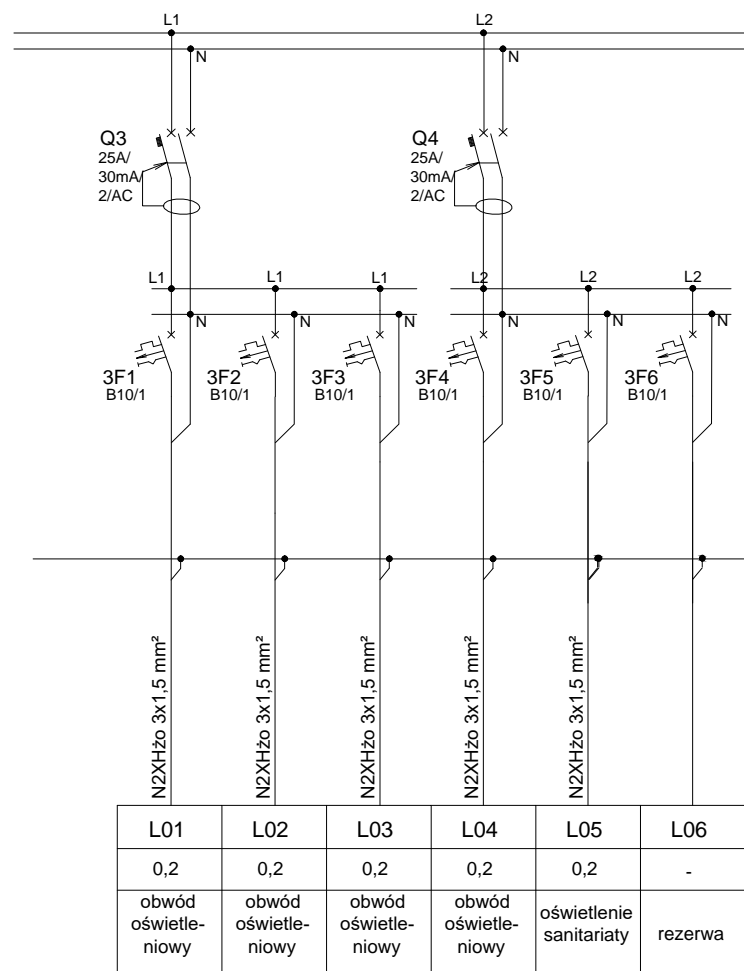 L1
L2
N
N
Q3
25A/
30mA/
2/AC
Q4
25A/
30mA/
2/AC
L1
L1
L1
L2
L2
L2
N
N
N
N
N
N
3F1
B10/1
3F2
B10/1
3F3
B10/1
3F4
B10/1
3F5
B10/1
3F6
B10/1
N2XHżo 3x1,5 mm²
N2XHżo 3x1,5 mm²
N2XHżo 3x1,5 mm²
N2XHżo 3x1,5 mm²
N2XHżo 3x1,5 mm²
L01
L02
L03
L04
L05
L06
0,2
0,2
0,2
0,2
0,2
-
obwód
oświetle-
niowy
obwód
oświetle-
niowy
obwód
oświetle-
niowy
obwód
oświetle-
niowy
oświetlenie
sanitariaty
rezerwa